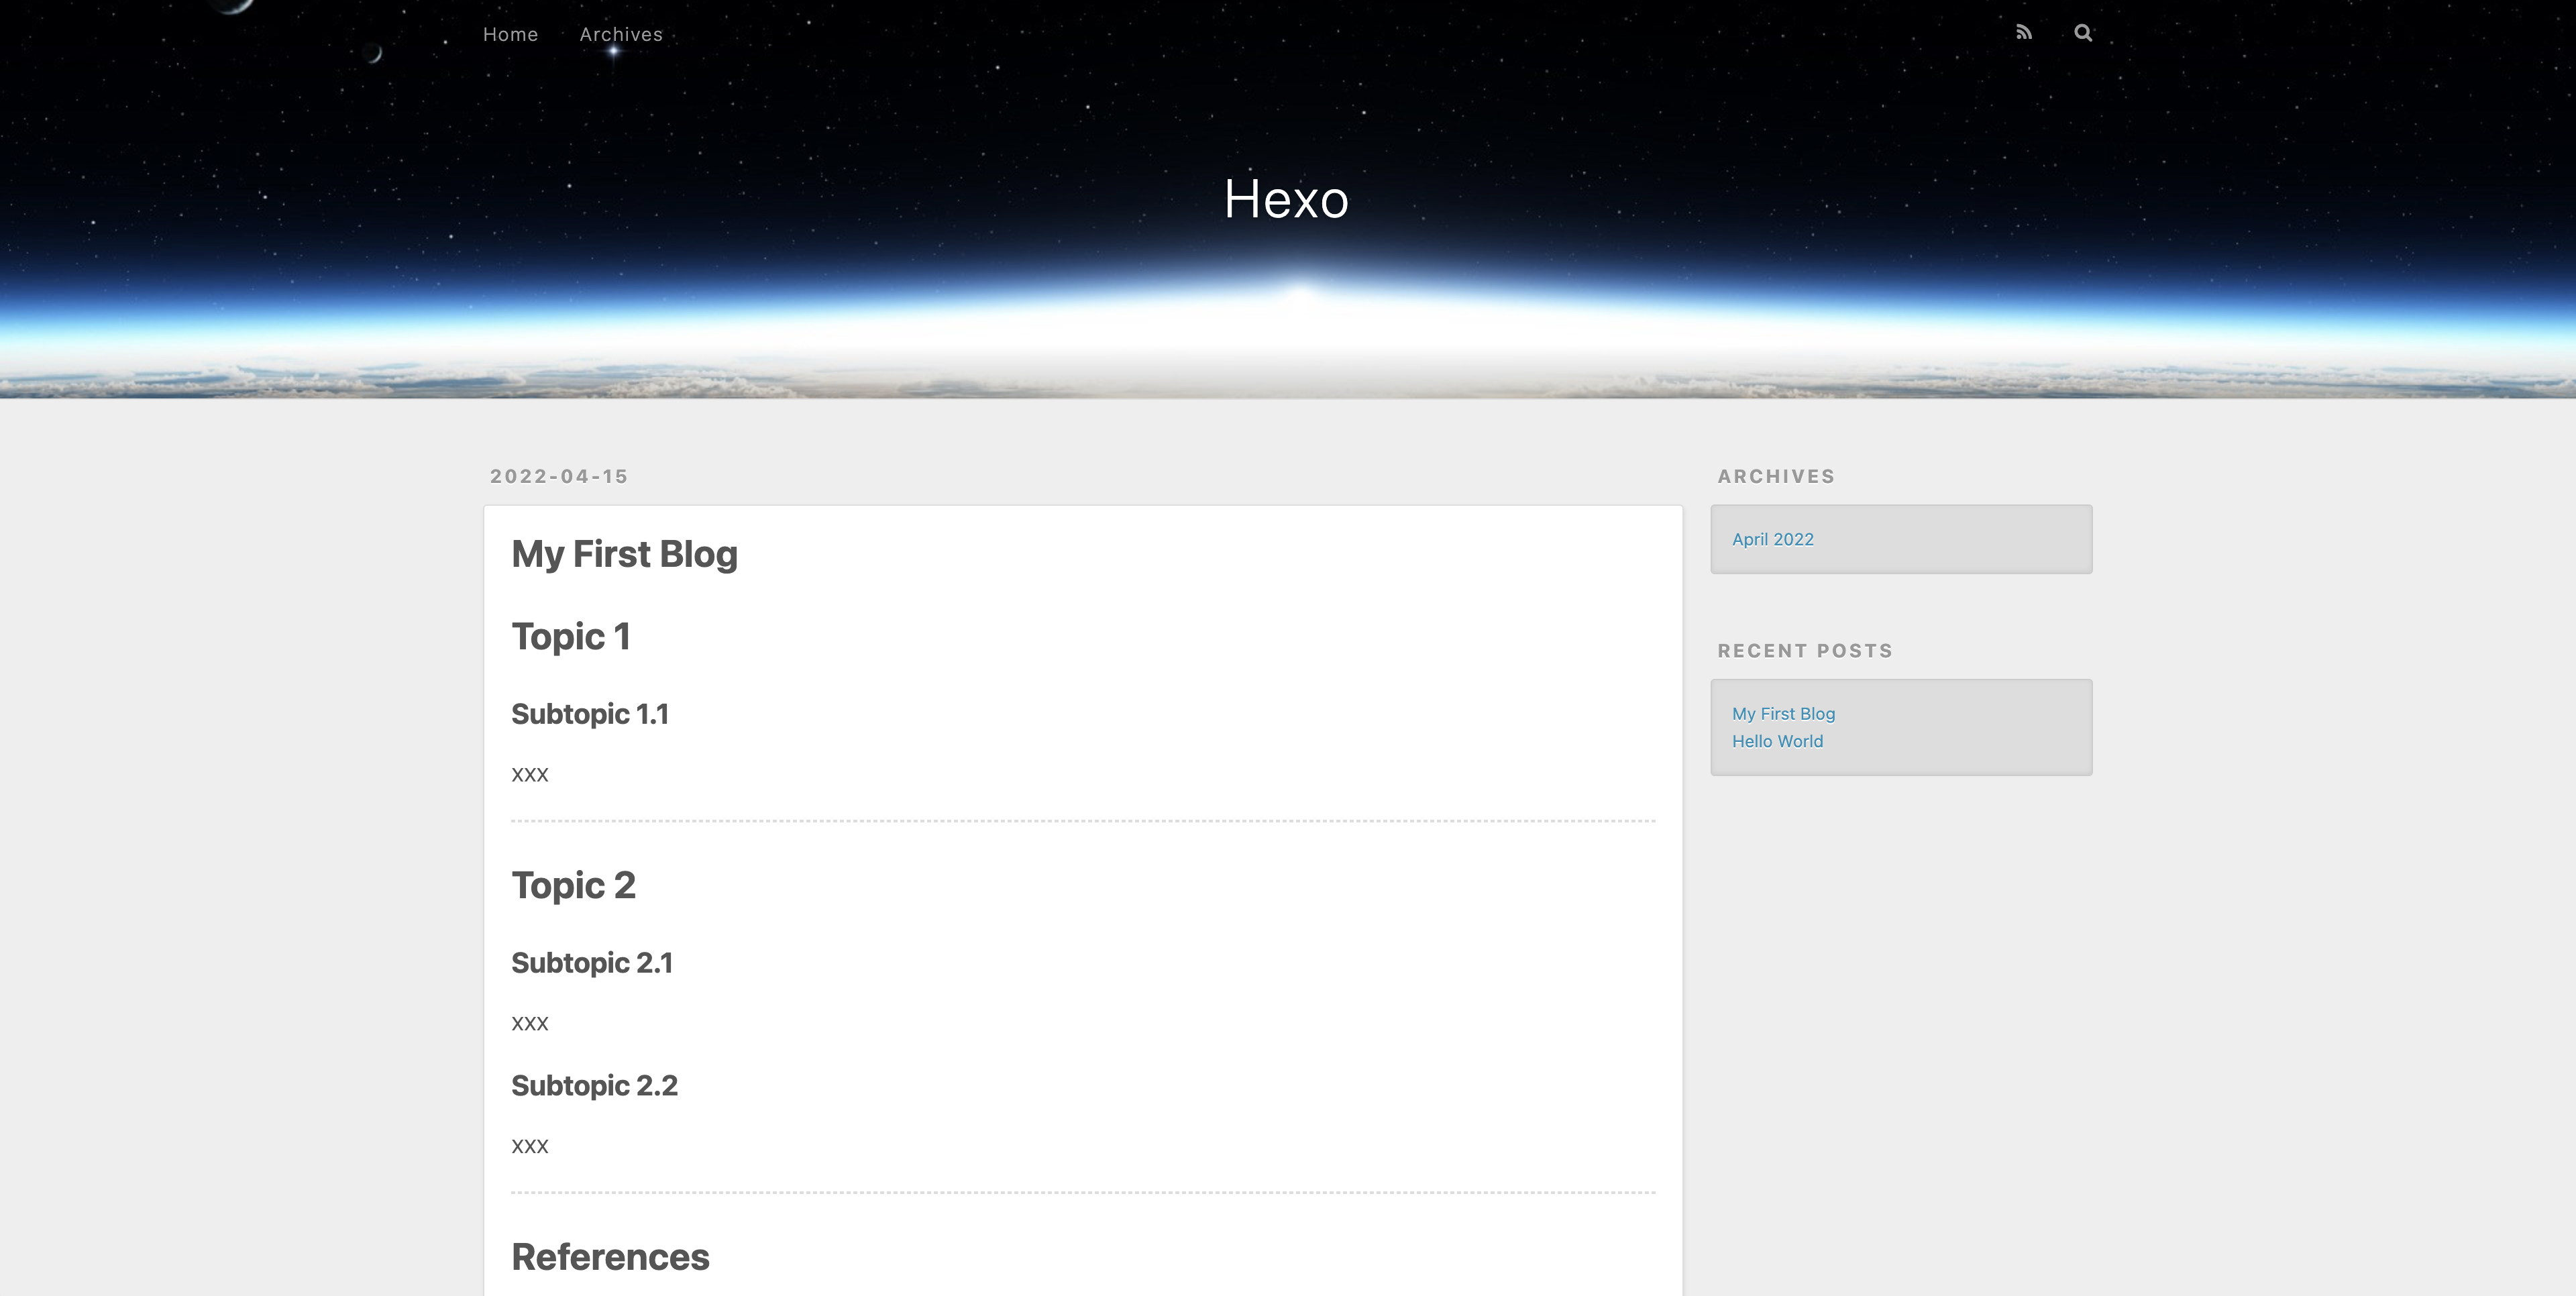 Home Archives
Hexo
2022-04-15
My First Blog
Topic 1
Subtopic 1.1
xxx
Topic 2
Subtopic 2.1
xxx
Subtopic 2.2
xxx
References
ARCHIVES
April 2022
RECENT POSTS
My First Blog
Hello World